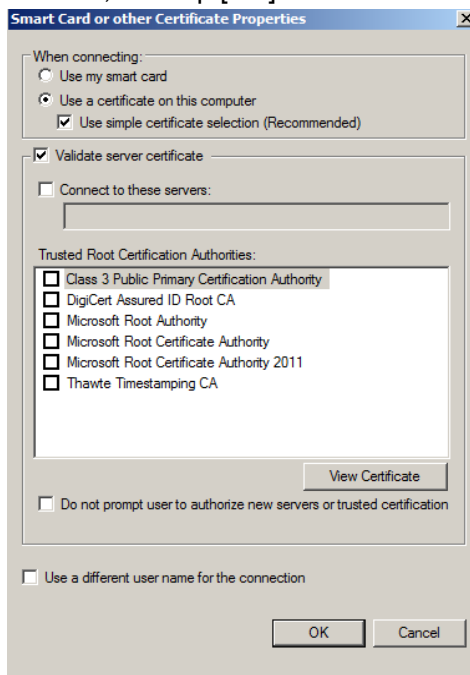 Smart Card or other Certificate Properties
When connecting:
Use my smart card
Use a certificate on this computer
Use simple certificate selection (Recommended)
Validate server certificate
Connect to these servers:
Trusted Root Certification Authorities:
Class 3 Public Primary Certification Authority
DigiCert Assured ID Root CA
Microsoft Root Authority
Microsoft Root Certificate Authority
Microsoft Root Certificate Authority 2011
Thawte Timestamping CA
View Certificate
Do not prompt user to authorize new servers or trusted certification
Use a different user name for the connection
OK Cancel